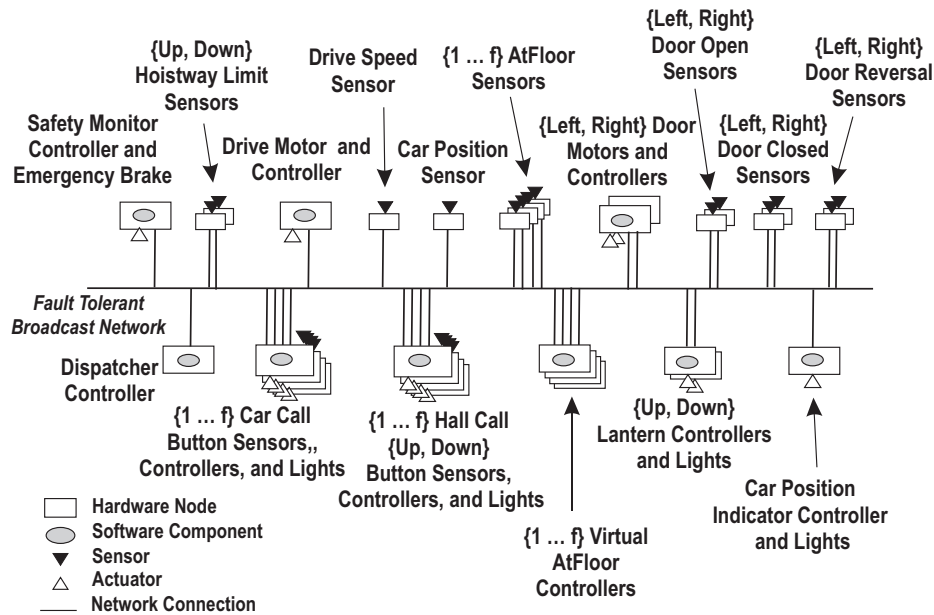 {Up, Down}
Hoistway Limit
Sensors
Safety Monitor
Controller and
Emergency Brake
Drive Speed
Sensor
Drive Motor and
Controller
{1 ... f} AtFloor
Sensors
Car Position
Sensor
{Left, Right}
Door Open
Sensors
{Left, Right} Door
Motors and
Controllers
{Left, Right}
Door Closed
Sensors
{Left, Right}
Door Reversal
Sensors
Fault Tolerant
Broadcast Network
Dispatcher
Controller
{1 ... f} Car Call
Button Sensors,,
Controllers, and Lights
{1 ... f} Hall Call
{Up, Down}
Button Sensors,
Controllers, and Lights
{1 ... f} Virtual
AtFloor
Controllers
{Up, Down}
Lantern Controllers
and Lights
Car Position
Indicator Controller
and Lights
Hardware Node
Software Component
Sensor
Actuator
Network Connection